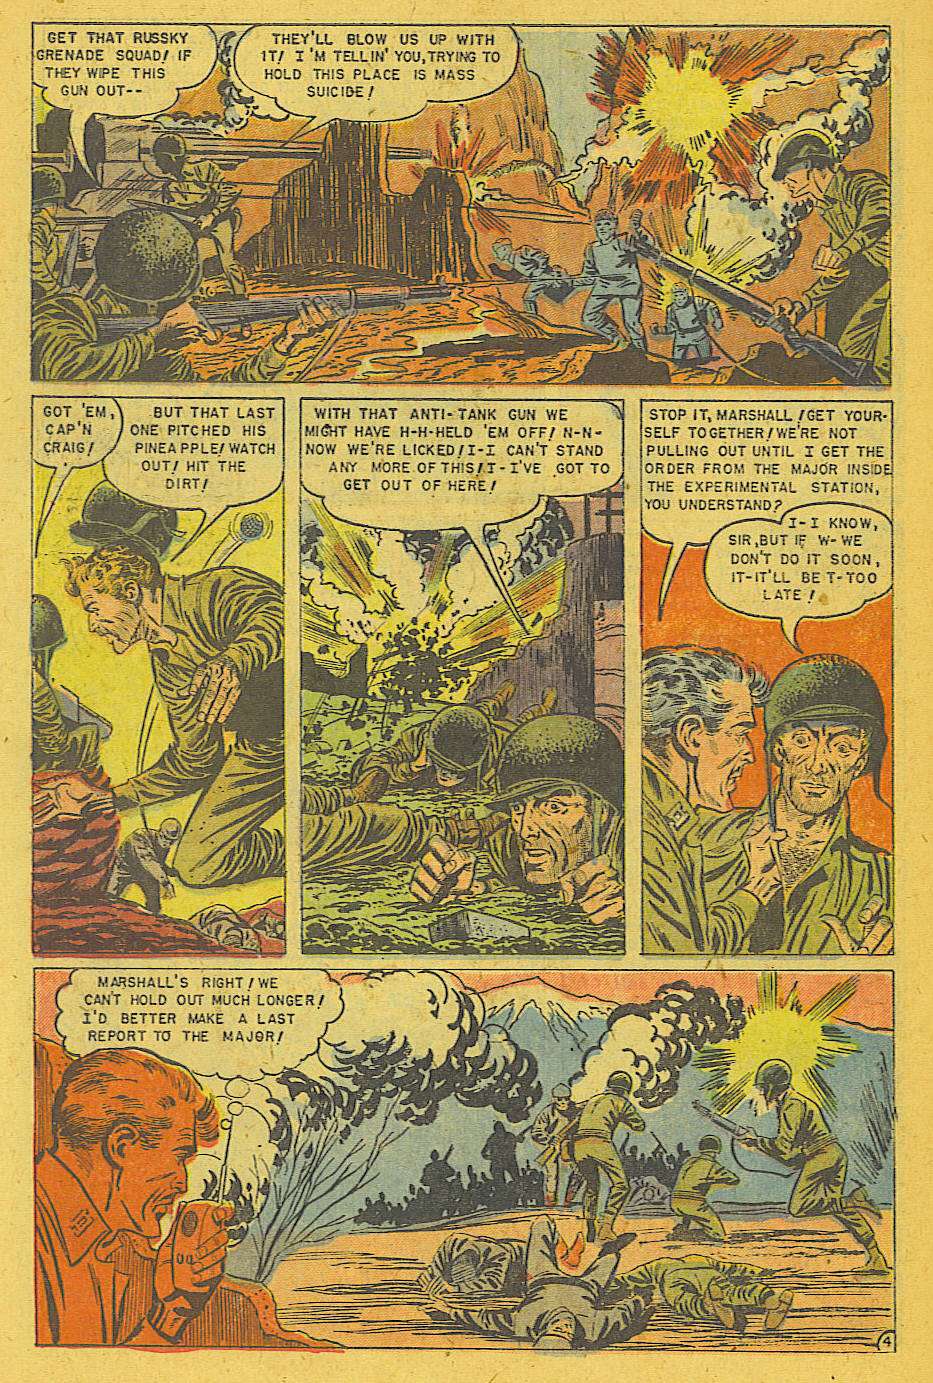 GET THAT RUSSKY
GRENADE SQUAD! IF
THEY WIPE THIS
GUN OUT--
THEY'LL BLOW US UP WITH
IT! I'M TELLIN' YOU, TRYING TO
HOLD THIS PLACE IS MASS
SUICIDE!
GOT 'EM,
CAP'N
CRAIG!
BUT THAT LAST
ONE PITCHED HIS
PINEAPPLE! WATCH
OUT! HIT THE
DIRT!
WITH THAT ANTI-TANK GUN WE
MIGHT HAVE H-H-HELD 'EM OFF! N-N-
NOW WE'RE LICKED! I-I CAN'T STAND
ANY MORE OF THIS! I-I'VE GOT TO
GET OUT OF HERE!
STOP IT, MARSHALL! GET YOUR-
SELF TOGETHER! WE'RE NOT
PULLING OUT UNTIL I GET THE
ORDER FROM THE MAJOR INSIDE
THE EXPERIMENTAL STATION,
YOU UNDERSTAND?
I-I KNOW,
SIR, BUT IF W-WE
DON'T DO IT SOON,
IT-IT'LL BE T-TOO
LATE!
MARSHALL'S RIGHT! WE
CAN'T HOLD OUT MUCH LONGER!
I'D BETTER MAKE A LAST
REPORT TO THE MAJOR!
4